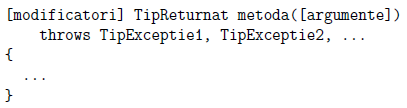 [modificatori] TipReturnat metoda([argumente])
throws TipExceptie1, TipExceptie2, ...
{
...
}